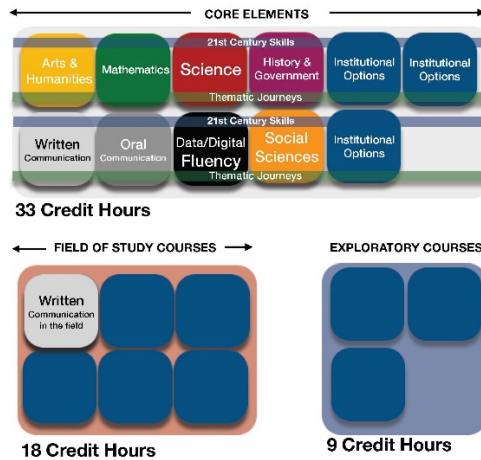 CORE ELEMENTS
21st Century Skills
Arts &
Humanities
Mathematics
Science
History &
Government
Institutional
Options
Institutional
Options
Thematic Journeys
21st Century Skills
Written
Communication
Oral
Communication
Data/Digital
Fluency
Social
Sciences
Institutional
Options
Thematic Journeys
33 Credit Hours
FIELD OF STUDY COURSES
EXPLORATORY COURSES
Written
Communication
in the field
18 Credit Hours
9 Credit Hours